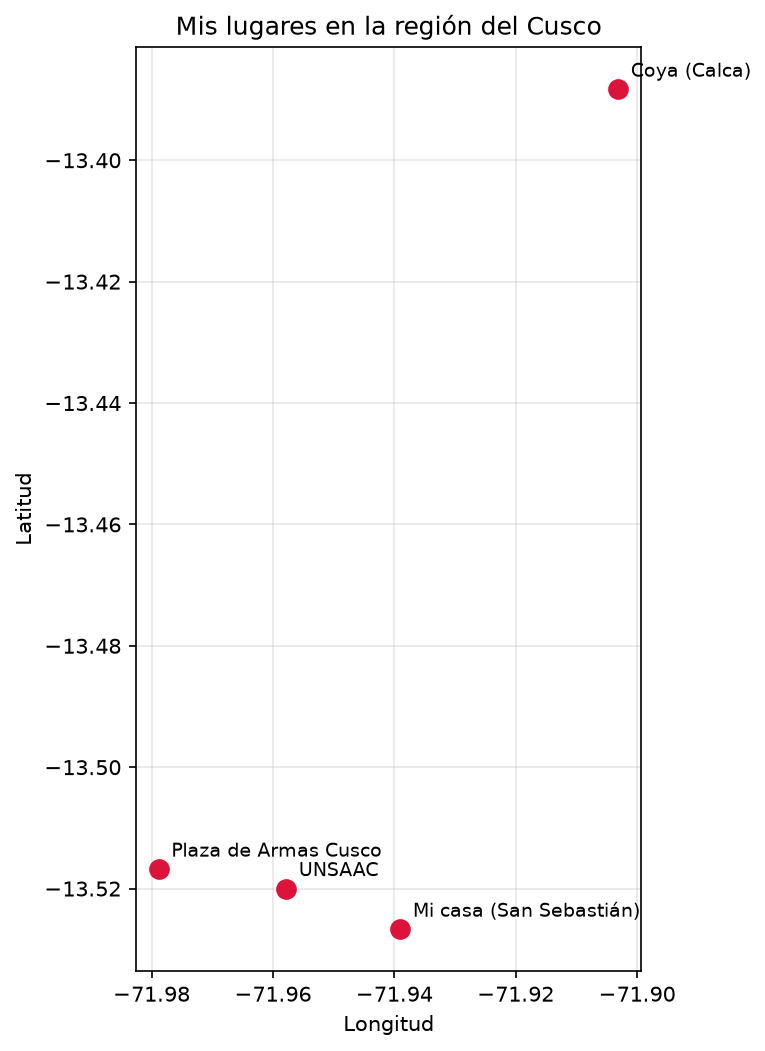 Mis lugares en la región del Cusco
Coya (Calca)
−13.40
−13.42
−13.44
−13.46
−13.48
−13.50
−13.52
Latitud
Plaza de Armas Cusco
UNSAAC
Mi casa (San Sebastián)
−71.98 −71.96 −71.94 −71.92 −71.90
Longitud